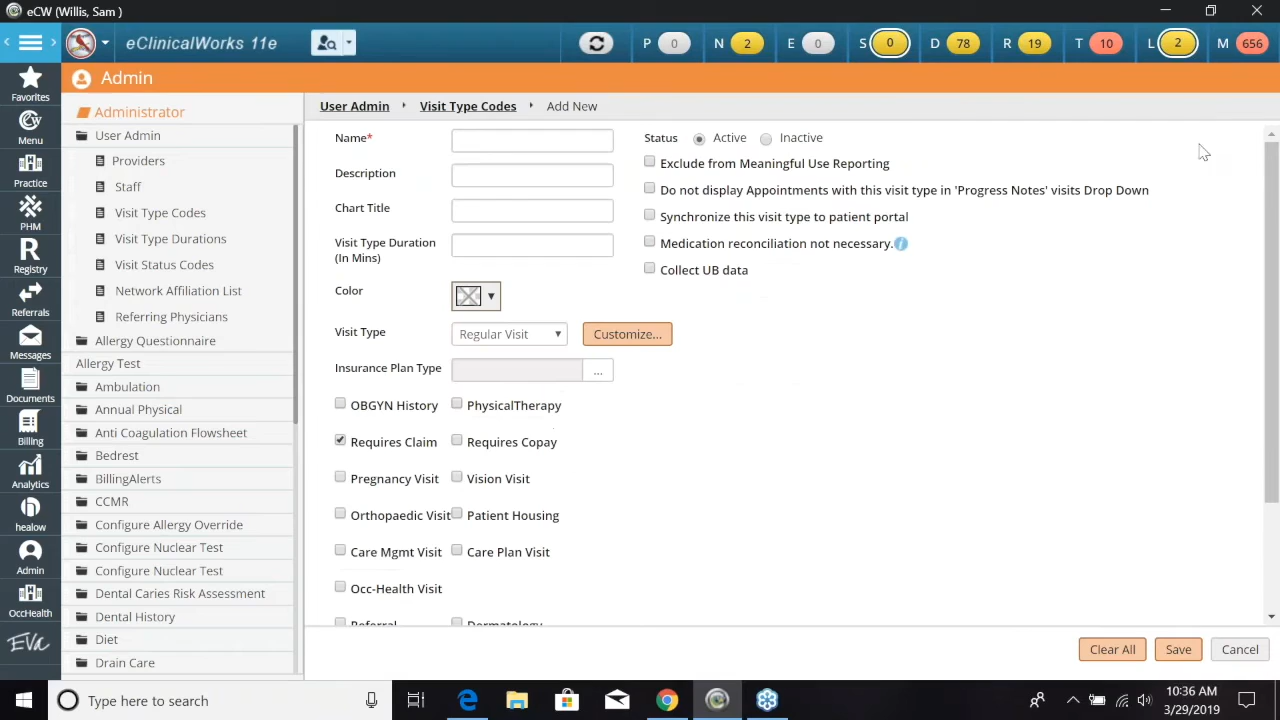 eCW (Willis, Sam )
eClinicalWorks 11e
P 0 N 2 E 0 S 0 D 78 R 19 T 10 L 2 M 656
Favorites
Menu
Practice
PHM
R
Registry
Referrals
Messages
Documents
Billing
Analytics
healow
Admin
OccHealth
EVA
Admin
Administrator
User Admin
Providers
Staff
Visit Type Codes
Visit Type Durations
Visit Status Codes
Network Affiliation List
Referring Physicians
Allergy Questionnaire
Allergy Test
Ambulation
Annual Physical
Anti Coagulation Flowsheet
Bedrest
BillingAlerts
CCMR
Configure Allergy Override
Configure Nuclear Test
Configure Nuclear Test
Dental Caries Risk Assessment
Dental History
Diet
Drain Care
User Admin Visit Type Codes Add New
Name*
Description
Chart Title
Visit Type Duration
(In Mins)
Color
Visit Type Regular Visit Customize...
Insurance Plan Type ...
OBGYN History PhysicalTherapy
Requires Claim Requires Copay
Pregnancy Visit Vision Visit
Orthopaedic Visit Patient Housing
Care Mgmt Visit Care Plan Visit
Occ-Health Visit
Referral Dermatology
Status Active Inactive
Exclude from Meaningful Use Reporting
Do not display Appointments with this visit type in 'Progress Notes' visits Drop Down
Synchronize this visit type to patient portal
Medication reconciliation not necessary. i
Collect UB data
Clear All Save Cancel
Type here to search
10:36 AM
3/29/2019